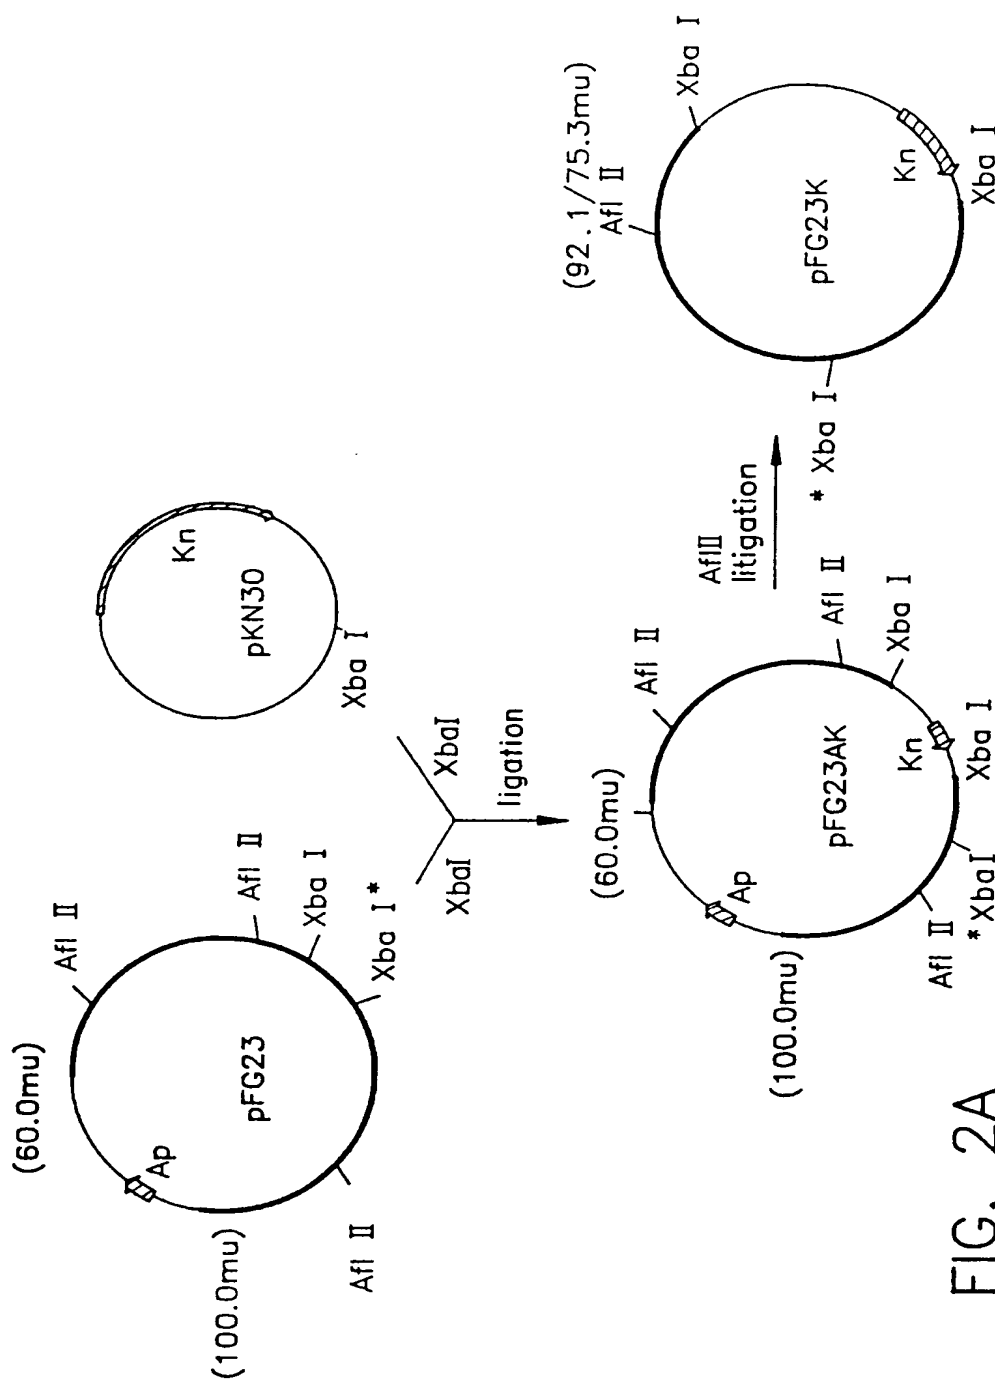 (60.0mu)
Afl II
Ap
pFG23
Afl II
(100.0mu)
Xba I
Xba I*
Afl II
Kn
pKN30
Xba I
XbaI
XbaI
ligation
(60.0mu)
Afl II
Ap
pFG23AK
Afl II
(100.0mu)
Xba I
Kn
Afl II
* XbaI
Xba I
AflII
litigation
(92.1/75.3mu)
Afl II
Xba I
pFG23K
* Xba I
Kn
Xba I
FIG. 2A